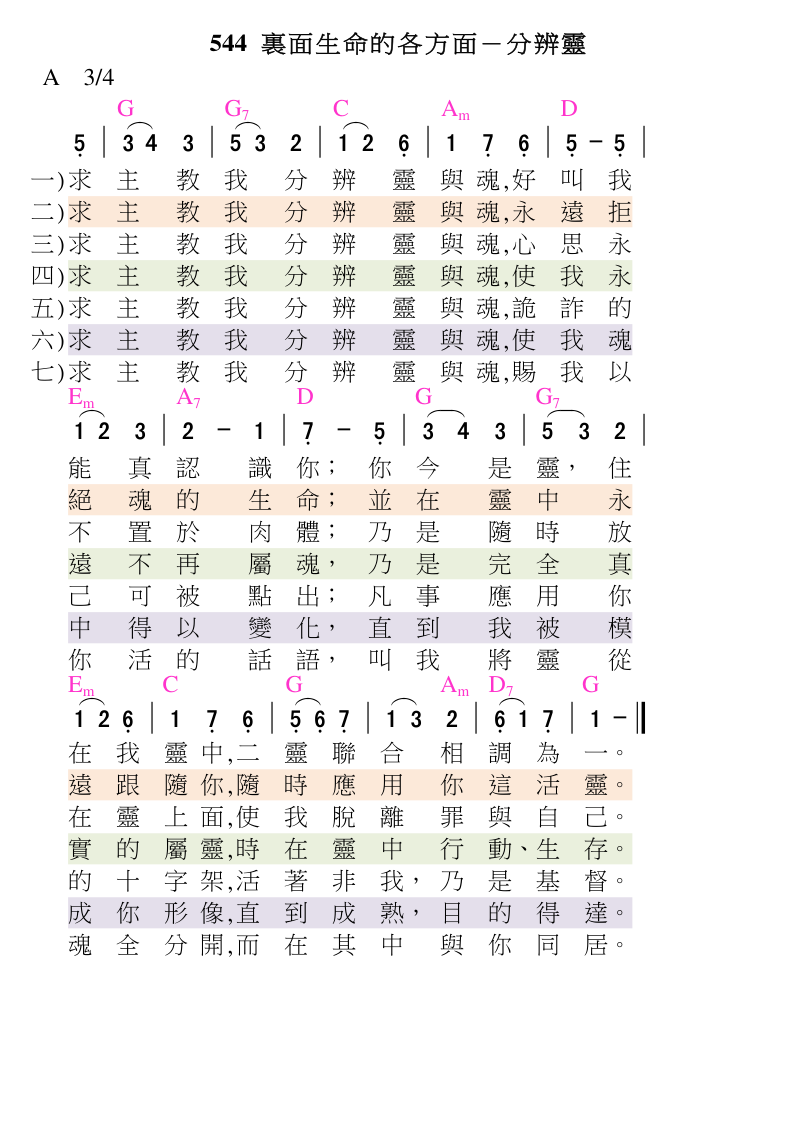 544 裏面生命的各方面－分辨靈
A 3/4
G G7 C Am D
5 | 3 4 3 | 5 3 2 | 1 2 6 | 1 7 6 | 5 － 5 |
一)求主教我分辨靈與魂,好叫我
二)求主教我分辨靈與魂,永遠拒
三)求主教我分辨靈與魂,心思永
四)求主教我分辨靈與魂,使我永
五)求主教我分辨靈與魂,詭詐的
六)求主教我分辨靈與魂,使我魂
七)求主教我分辨靈與魂,賜我以
Em A7 D G G7
1 2 3 | 2 － 1 | 7 － 5 | 3 4 3 | 5 3 2 |
能真認識你；你今是靈，住
絕魂的生命；並在靈中永
不置於肉體；乃是隨時放
遠不再屬魂，乃是完全真
己可被點出；凡事應用你
中得以變化，直到我被模
你活的話語，叫我將靈從
Em C G Am D7 G
1 2 6 | 1 7 6 | 5 6 7 | 1 3 2 | 6 1 7 | 1 －
在我靈中,二靈聯合相調為一。
遠跟隨你,隨時應用你這活靈。
在靈上面,使我脫離罪與自己。
實的屬靈,時在靈中行動、生存。
的十字架,活著非我，乃是基督。
成你形像,直到成熟，目的得達。
魂全分開,而在其中與你同居。